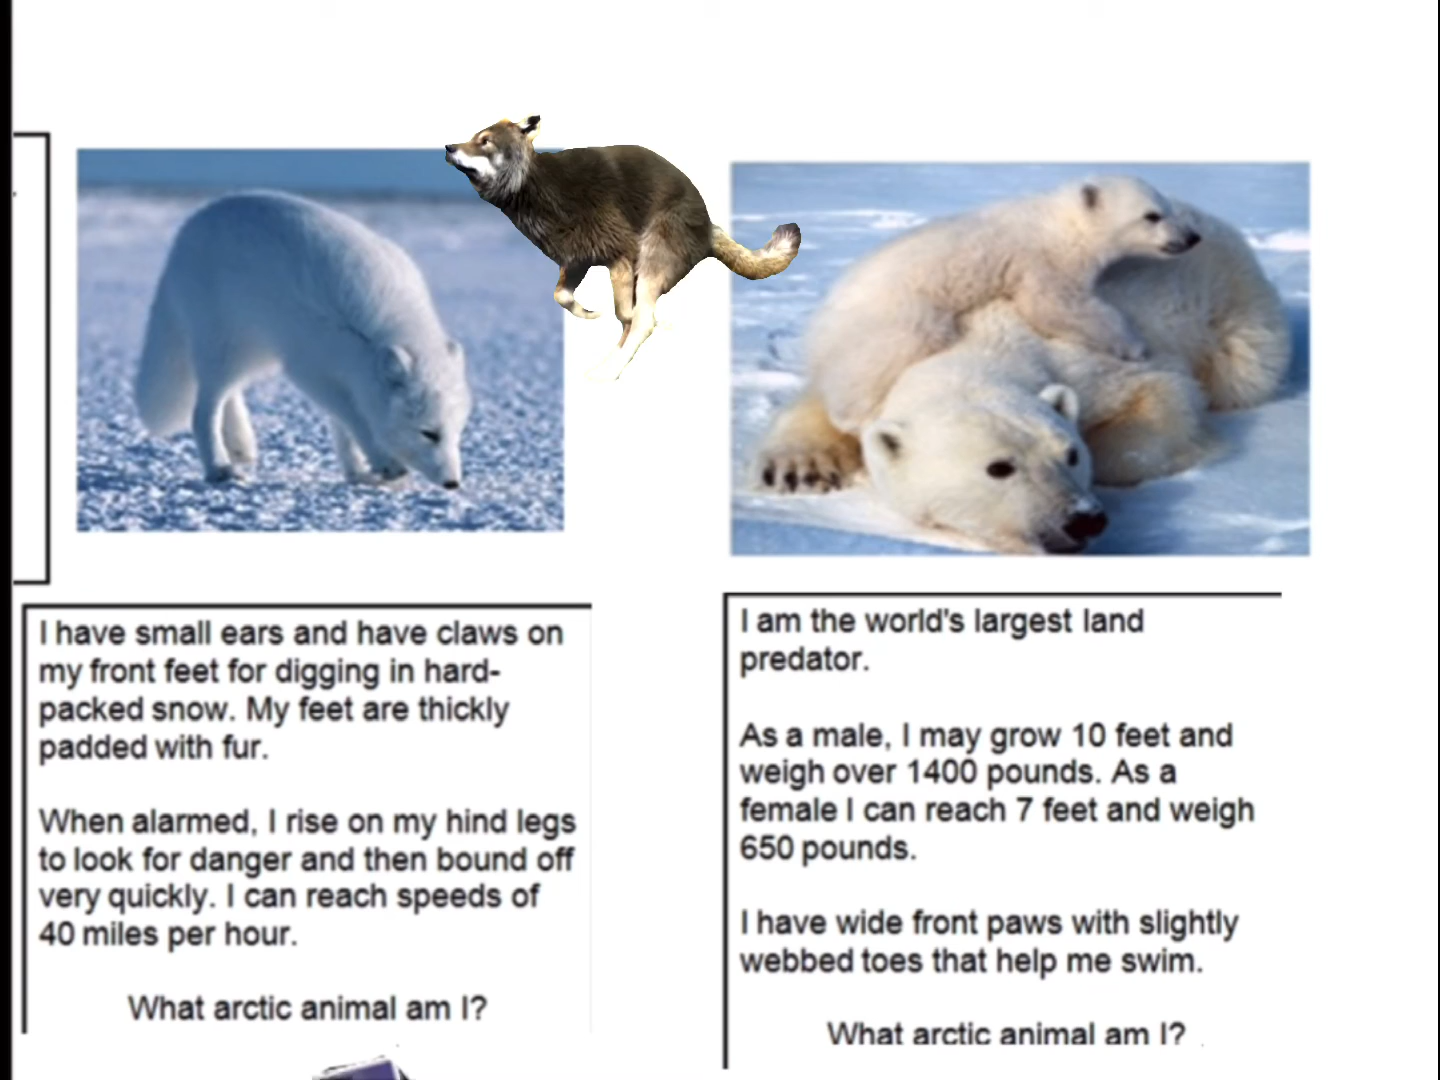 I have small ears and have claws on
my front feet for digging in hard-
packed snow. My feet are thickly
padded with fur.
When alarmed, I rise on my hind legs
to look for danger and then bound off
very quickly. I can reach speeds of
40 miles per hour.
What arctic animal am I?
I am the world's largest land
predator.
As a male, I may grow 10 feet and
weigh over 1400 pounds. As a
female I can reach 7 feet and weigh
650 pounds.
I have wide front paws with slightly
webbed toes that help me swim.
What arctic animal am I?